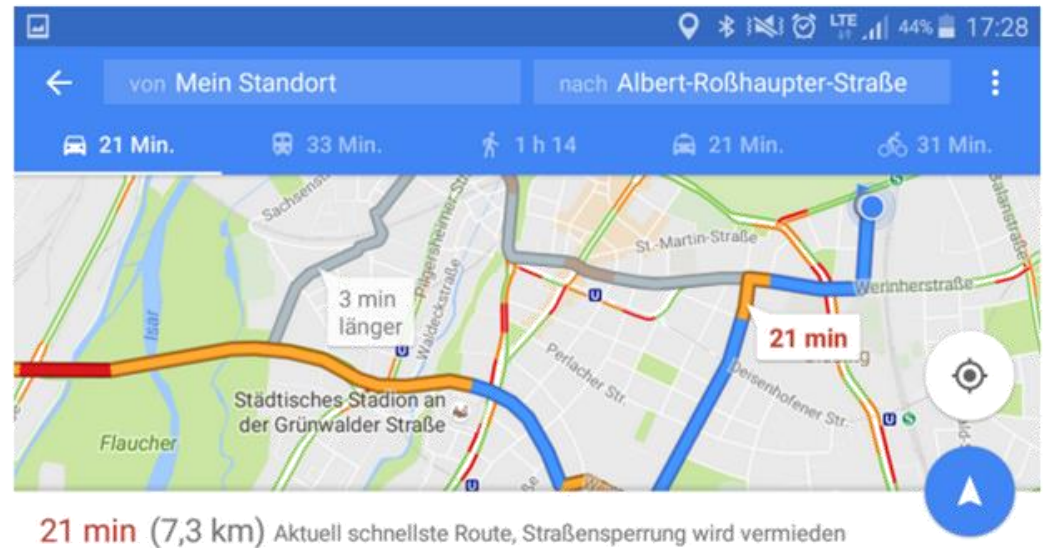 LTE 44% 17:28
von Mein Standort nach Albert-Roßhaupter-Straße
21 Min. 33 Min. 1 h 14 21 Min. 31 Min.
Sachsenst
Pilgersheimer Str.
Balanstraße
St.-Martin-Straße
Waldeckstraße
Isar
3 min
länger
U
Werinherstraße
21 min
U
Perlacher Str.
Deisenhofener Str.
Städtisches Stadion an
der Grünwalder Straße
Flaucher
U S
U
21 min (7,3 km) Aktuell schnellste Route, Straßensperrung wird vermieden